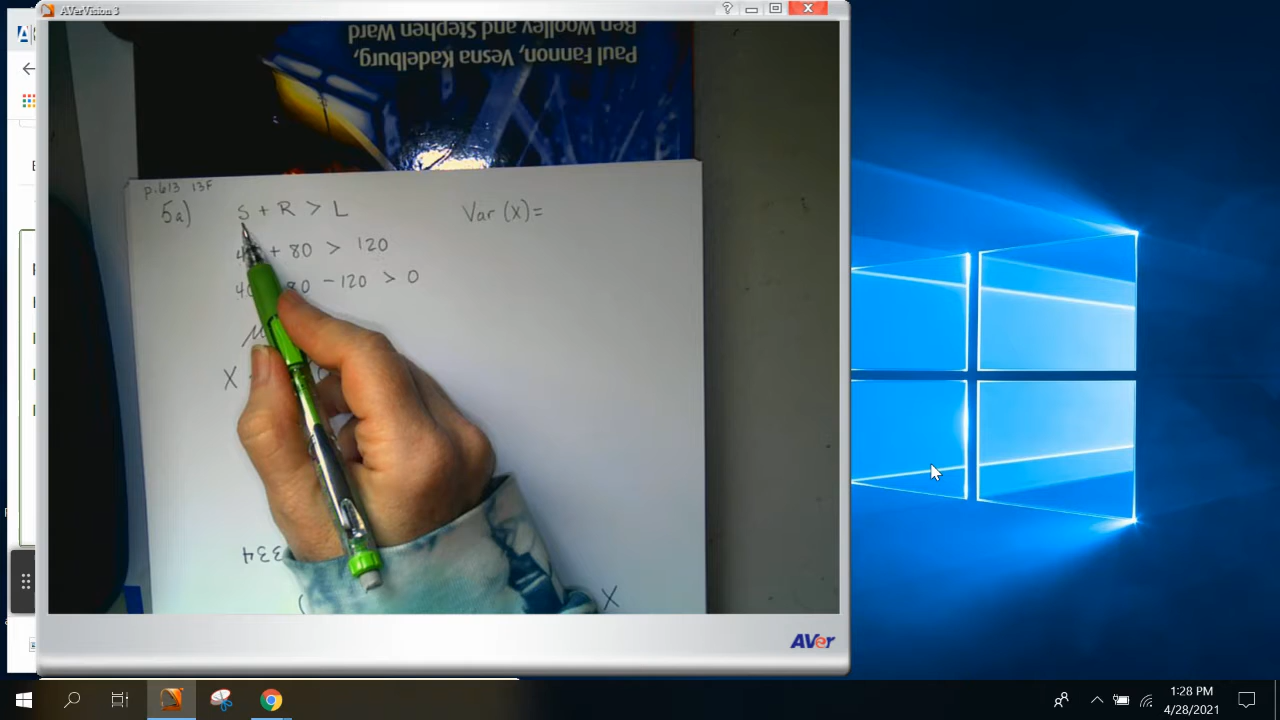 AVerVision 3
Paul Fannon, Vesna Kadelburg,
Ben Woolley and Stephen Ward
p.613 13F
5a) S + R > L
Var (X) =
+ 80 > 120
80 - 120 > 0
μ
X
334
X
AVer
1:28 PM
4/28/2021